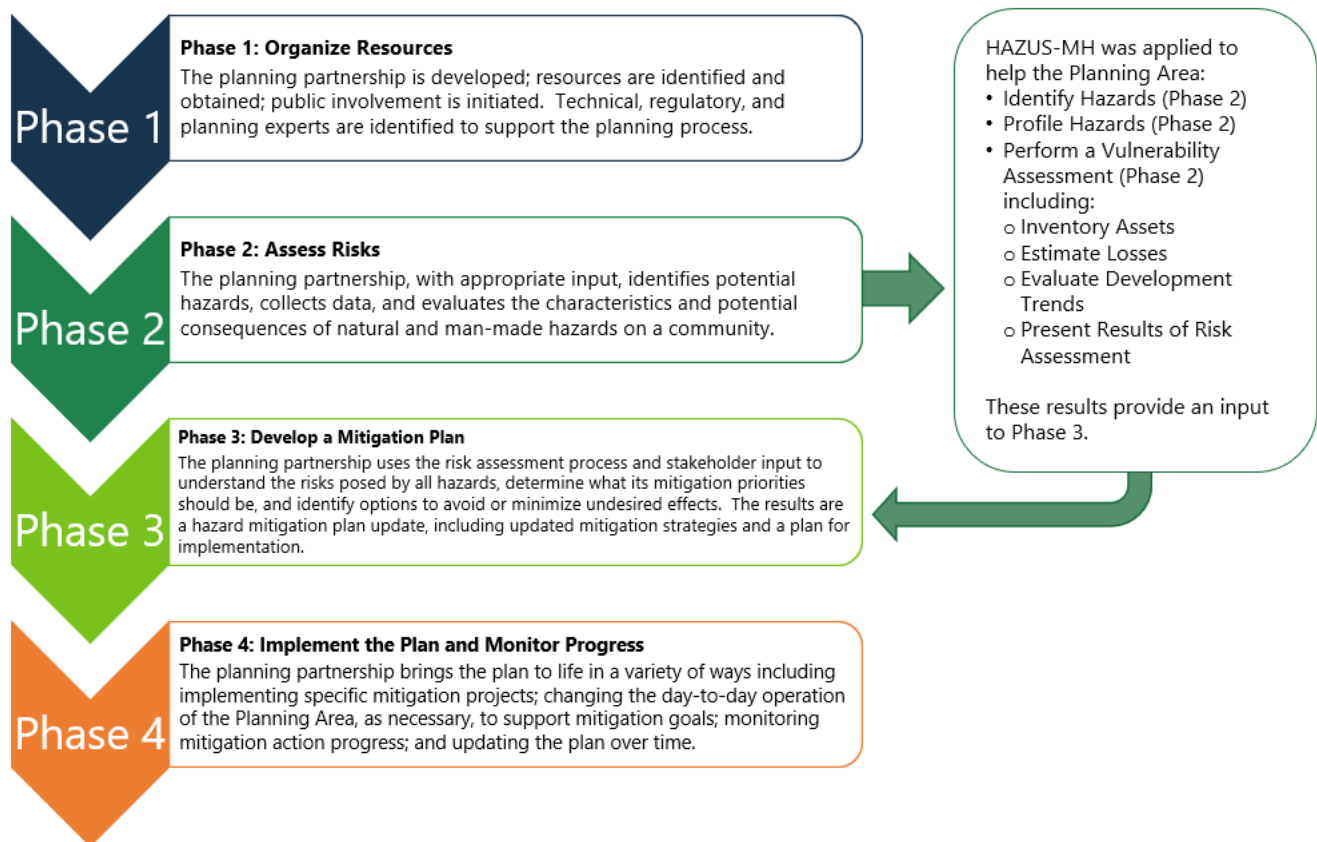 Phase 1
Phase 1: Organize Resources
The planning partnership is developed; resources are identified and
obtained; public involvement is initiated.  Technical, regulatory, and
planning experts are identified to support the planning process.
Phase 2
Phase 2: Assess Risks
The planning partnership, with appropriate input, identifies potential
hazards, collects data, and evaluates the characteristics and potential
consequences of natural and man-made hazards on a community.
HAZUS-MH was applied to
help the Planning Area:
• Identify Hazards (Phase 2)
• Profile Hazards (Phase 2)
• Perform a Vulnerability
Assessment (Phase 2)
including:
o Inventory Assets
o Estimate Losses
o Evaluate Development
Trends
o Present Results of Risk
Assessment
These results provide an input
to Phase 3.
Phase 3
Phase 3: Develop a Mitigation Plan
The planning partnership uses the risk assessment process and stakeholder input to
understand the risks posed by all hazards, determine what its mitigation priorities
should be, and identify options to avoid or minimize undesired effects.  The results are
a hazard mitigation plan update, including updated mitigation strategies and a plan for
implementation.
Phase 4
Phase 4: Implement the Plan and Monitor Progress
The planning partnership brings the plan to life in a variety of ways including
implementing specific mitigation projects; changing the day-to-day operation
of the Planning Area, as necessary, to support mitigation goals; monitoring
mitigation action progress; and updating the plan over time.